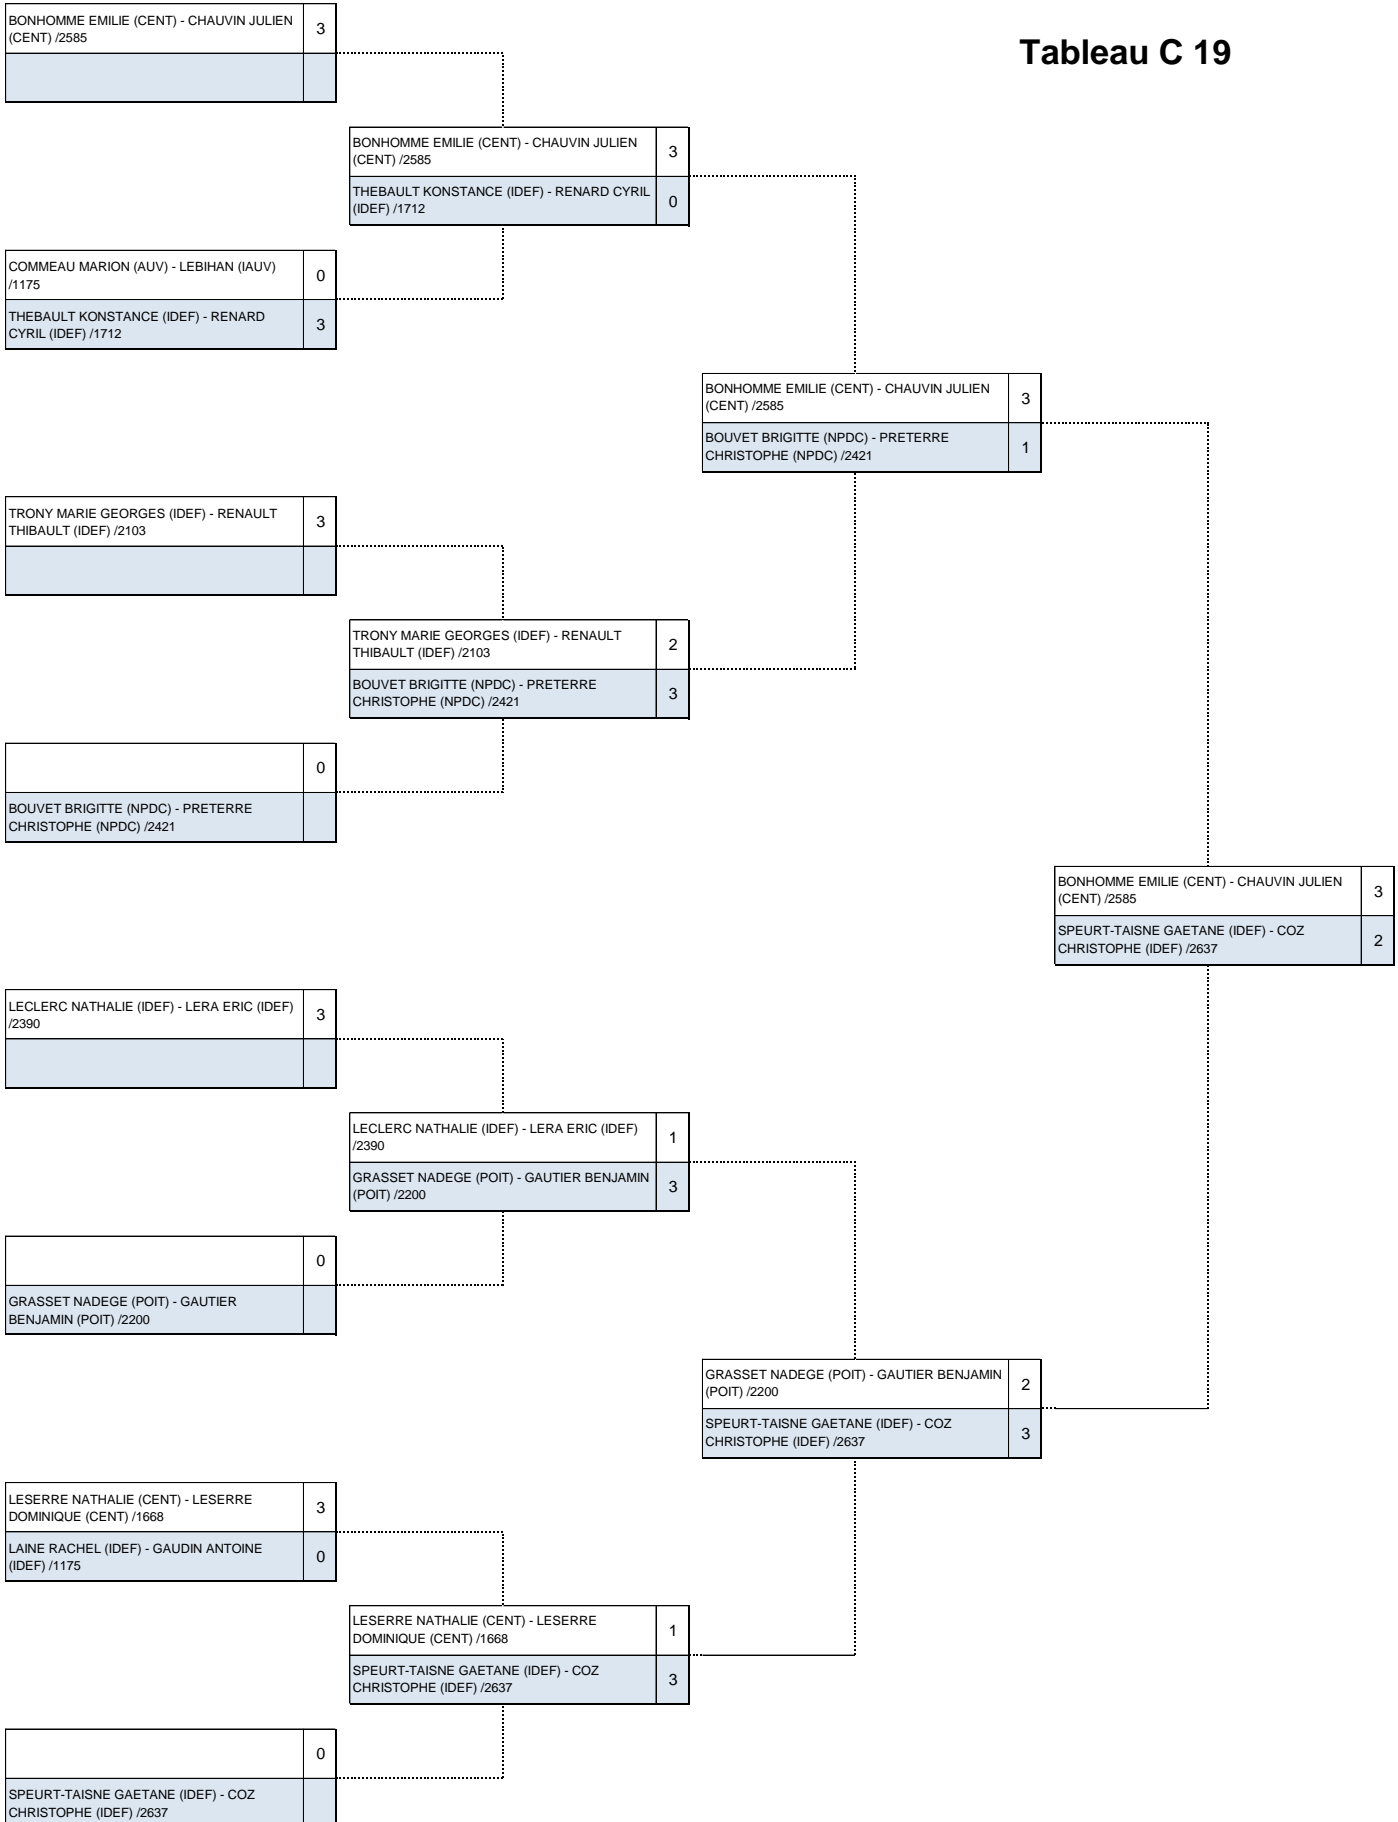 Tableau C 19
BONHOMME EMILIE (CENT) - CHAUVIN JULIEN
(CENT) /2585
3
BONHOMME EMILIE (CENT) - CHAUVIN JULIEN
(CENT) /2585
3
THEBAULT KONSTANCE (IDEF) - RENARD CYRIL
(IDEF) /1712
0
COMMEAU MARION (AUV) - LEBIHAN (IAUV)
/1175
0
THEBAULT KONSTANCE (IDEF) - RENARD
CYRIL (IDEF) /1712
3
BONHOMME EMILIE (CENT) - CHAUVIN JULIEN
(CENT) /2585
3
BOUVET BRIGITTE (NPDC) - PRETERRE
CHRISTOPHE (NPDC) /2421
1
TRONY MARIE GEORGES (IDEF) - RENAULT
THIBAULT (IDEF) /2103
3
TRONY MARIE GEORGES (IDEF) - RENAULT
THIBAULT (IDEF) /2103
2
BOUVET BRIGITTE (NPDC) - PRETERRE
CHRISTOPHE (NPDC) /2421
3
0
BOUVET BRIGITTE (NPDC) - PRETERRE
CHRISTOPHE (NPDC) /2421
BONHOMME EMILIE (CENT) - CHAUVIN JULIEN
(CENT) /2585
3
SPEURT-TAISNE GAETANE (IDEF) - COZ
CHRISTOPHE (IDEF) /2637
2
LECLERC NATHALIE (IDEF) - LERA ERIC (IDEF)
/2390
3
LECLERC NATHALIE (IDEF) - LERA ERIC (IDEF)
/2390
1
GRASSET NADEGE (POIT) - GAUTIER BENJAMIN
(POIT) /2200
3
0
GRASSET NADEGE (POIT) - GAUTIER
BENJAMIN (POIT) /2200
GRASSET NADEGE (POIT) - GAUTIER BENJAMIN
(POIT) /2200
2
SPEURT-TAISNE GAETANE (IDEF) - COZ
CHRISTOPHE (IDEF) /2637
3
LESERRE NATHALIE (CENT) - LESERRE
DOMINIQUE (CENT) /1668
3
LAINE RACHEL (IDEF) - GAUDIN ANTOINE
(IDEF) /1175
0
LESERRE NATHALIE (CENT) - LESERRE
DOMINIQUE (CENT) /1668
1
SPEURT-TAISNE GAETANE (IDEF) - COZ
CHRISTOPHE (IDEF) /2637
3
0
SPEURT-TAISNE GAETANE (IDEF) - COZ
CHRISTOPHE (IDEF) /2637